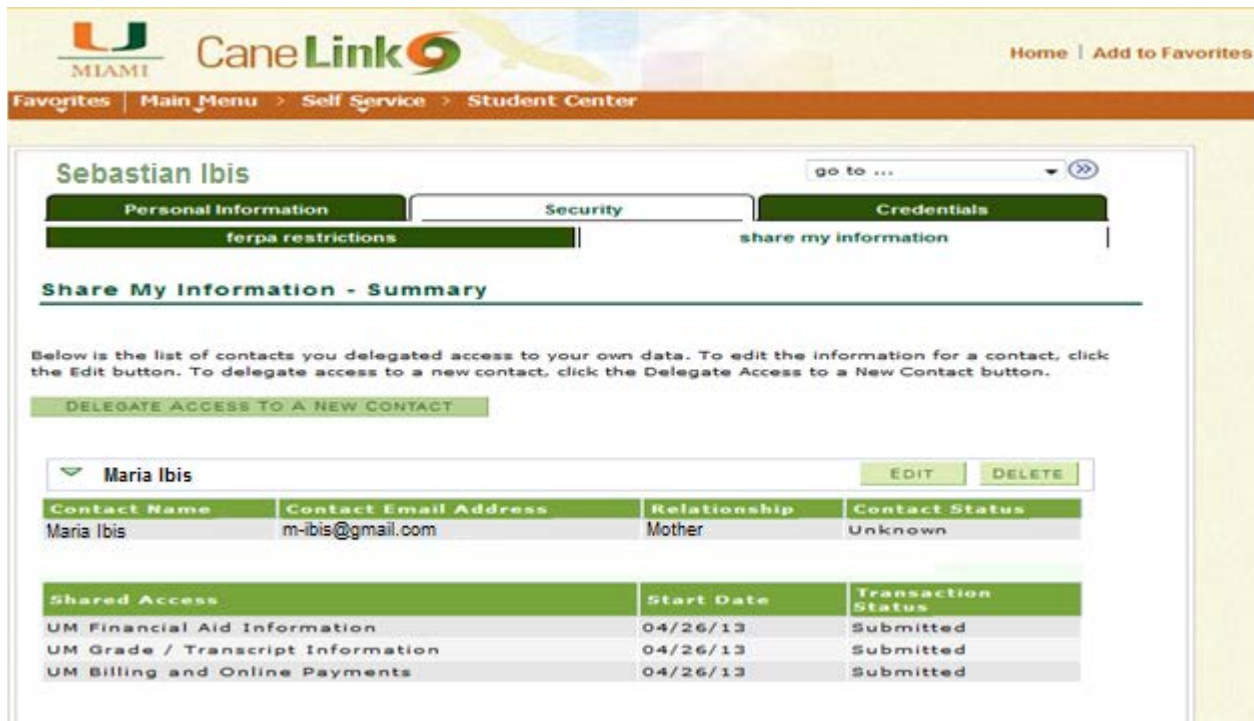 U
MIAMI
CaneLink
Home | Add to Favorites
Favorites | Main Menu > Self Service > Student Center
Sebastian Ibis
go to ...
Personal Information Security Credentials
ferpa restrictions share my information
Share My Information - Summary
Below is the list of contacts you delegated access to your own data. To edit the information for a contact, click
the Edit button. To delegate access to a new contact, click the Delegate Access to a New Contact button.
DELEGATE ACCESS TO A NEW CONTACT
Maria Ibis EDIT DELETE
Contact Name Contact Email Address Relationship Contact Status
Maria Ibis m-ibis@gmail.com Mother Unknown
Shared Access Start Date Transaction Status
UM Financial Aid Information 04/26/13 Submitted
UM Grade / Transcript Information 04/26/13 Submitted
UM Billing and Online Payments 04/26/13 Submitted